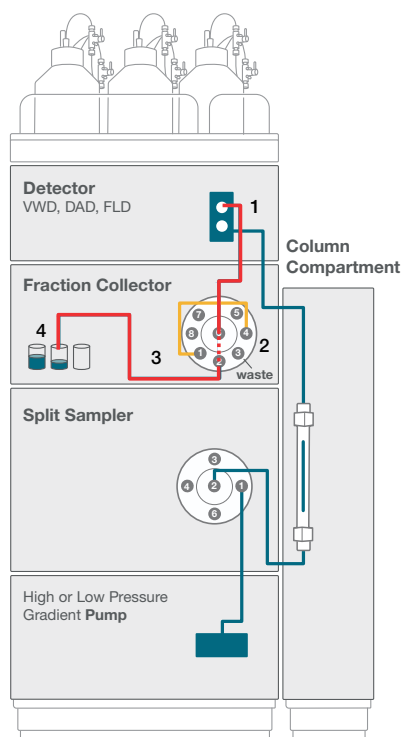 Detector
VWD, DAD, FLD
1
Column
Compartment
Fraction Collector
4
3
2
7
5
8
4
1
3
2
waste
Split Sampler
3
4
2
1
6
High or Low Pressure
Gradient Pump